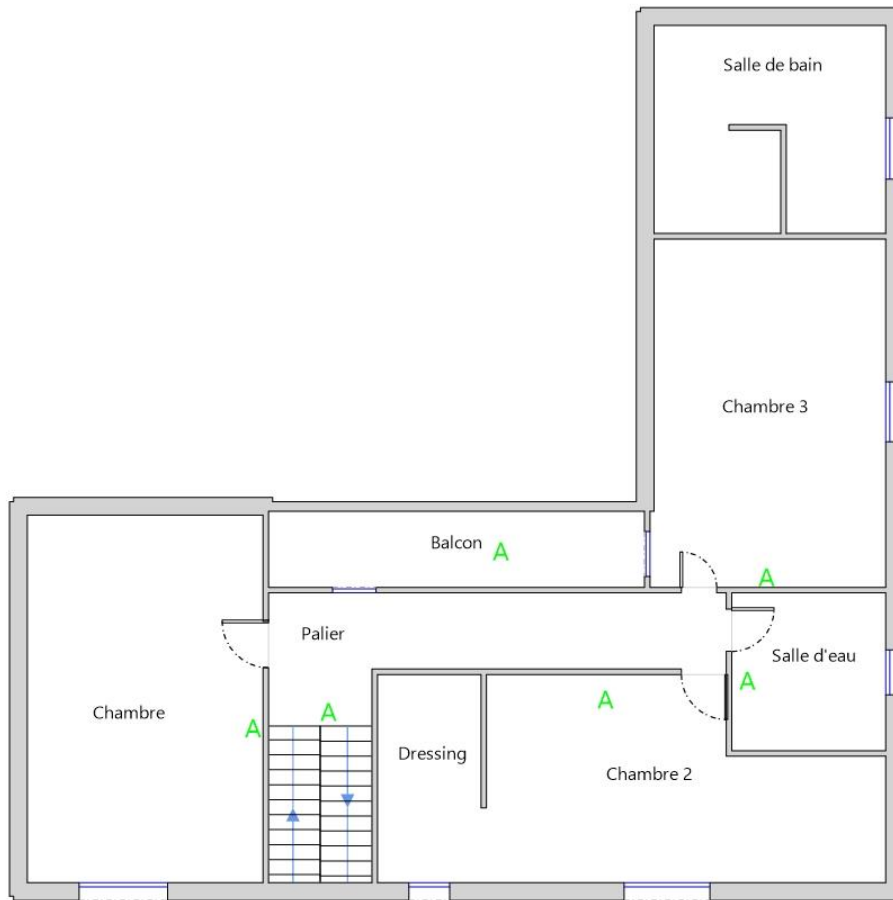 Salle de bain
Chambre 3
Balcon A
A
Palier
Salle d'eau
A
A
Chambre
A
A
Dressing
Chambre 2